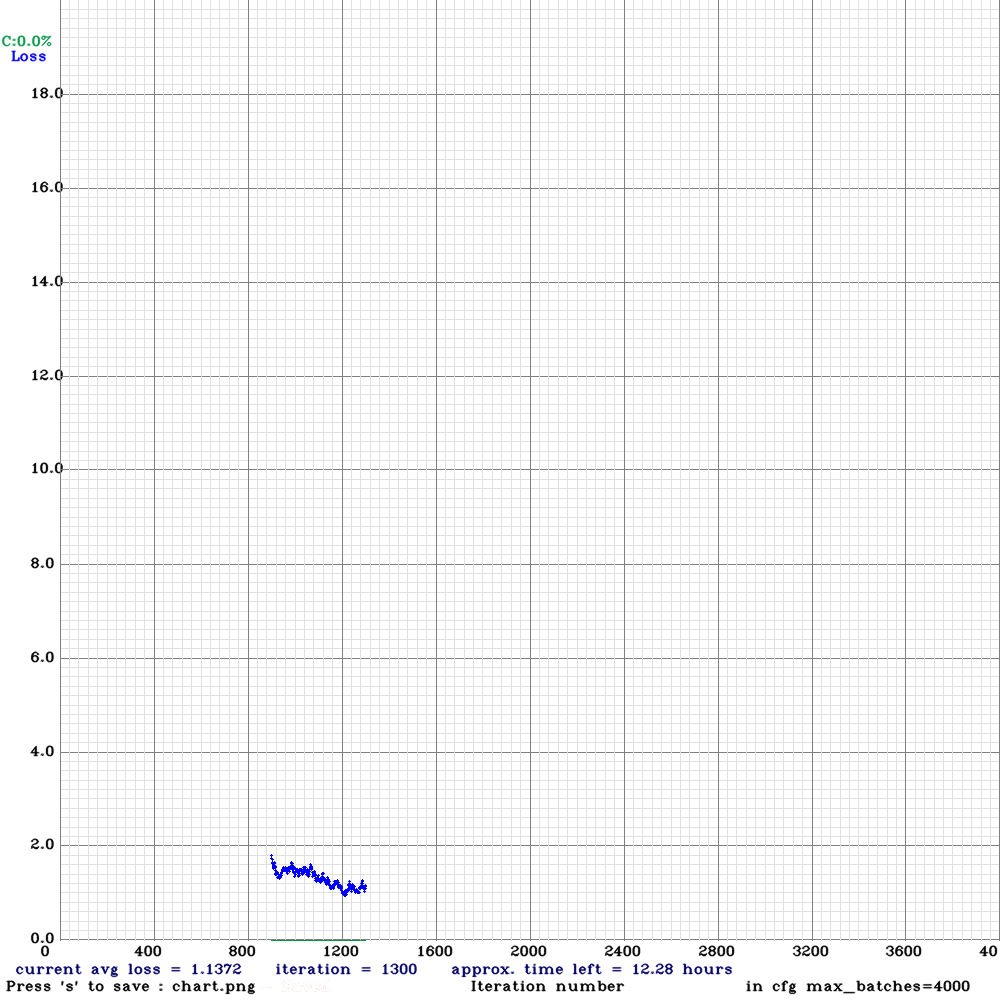 C:0.0%
Loss
18.0
16.0
14.0
12.0
10.0
8.0
6.0
4.0
2.0
0.0
0 400 800 1200 1600 2000 2400 2800 3200 3600 40
current avg loss = 1.1372 iteration = 1300 approx. time left = 12.28 hours
Press 's' to save : chart.png Iteration number in cfg max_batches=4000